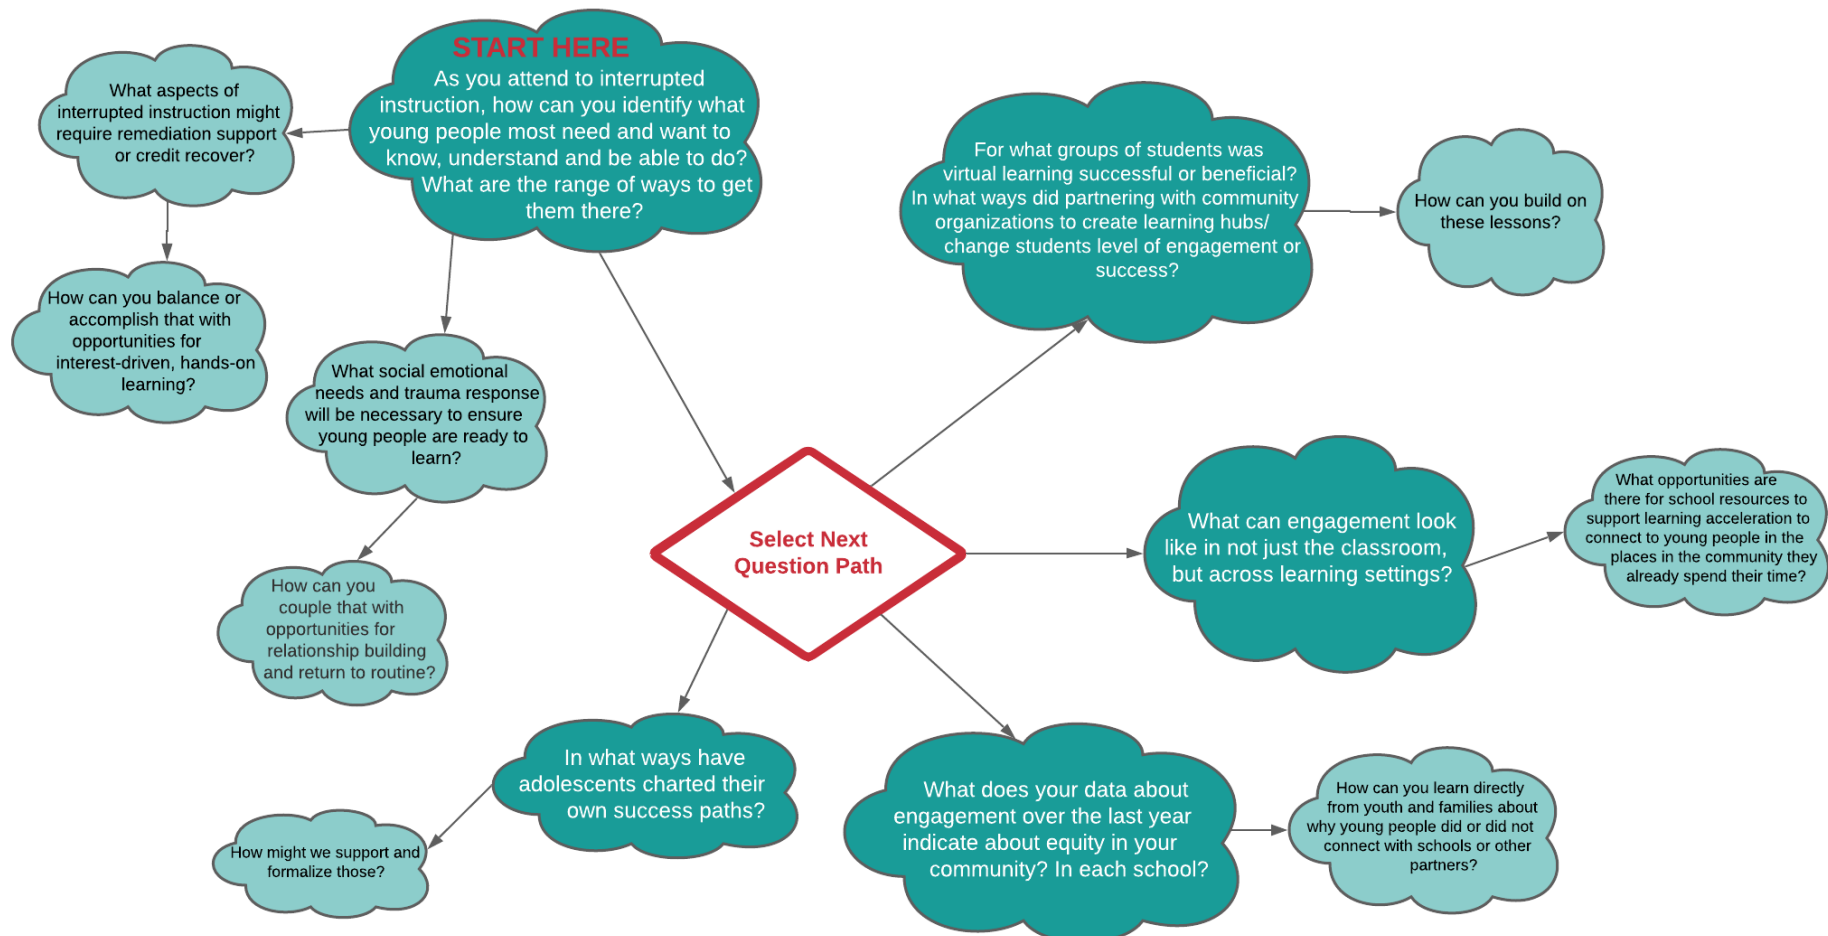 START HERE
As you attend to interrupted
instruction, how can you identify what
young people most need and want to
know, understand and be able to do?
What are the range of ways to get
them there?
What aspects of
interrupted instruction might
require remediation support
or credit recover?
How can you balance or
accomplish that with
opportunities for
interest-driven, hands-on
learning?
What social emotional
needs and trauma response
will be necessary to ensure
young people are ready to
learn?
How can you
couple that with
opportunities for
relationship building
and return to routine?
Select Next
Question Path
For what groups of students was
virtual learning successful or beneficial?
In what ways did partnering with community
organizations to create learning hubs/
change students level of engagement or
success?
How can you build on
these lessons?
What can engagement look
like in not just the classroom,
but across learning settings?
What opportunities are
there for school resources to
support learning acceleration to
connect to young people in the
places in the community they
already spend their time?
What does your data about
engagement over the last year
indicate about equity in your
community? In each school?
How can you learn directly
from youth and families about
why young people did or did not
connect with schools or other
partners?
In what ways have
adolescents charted their
own success paths?
How might we support and
formalize those?